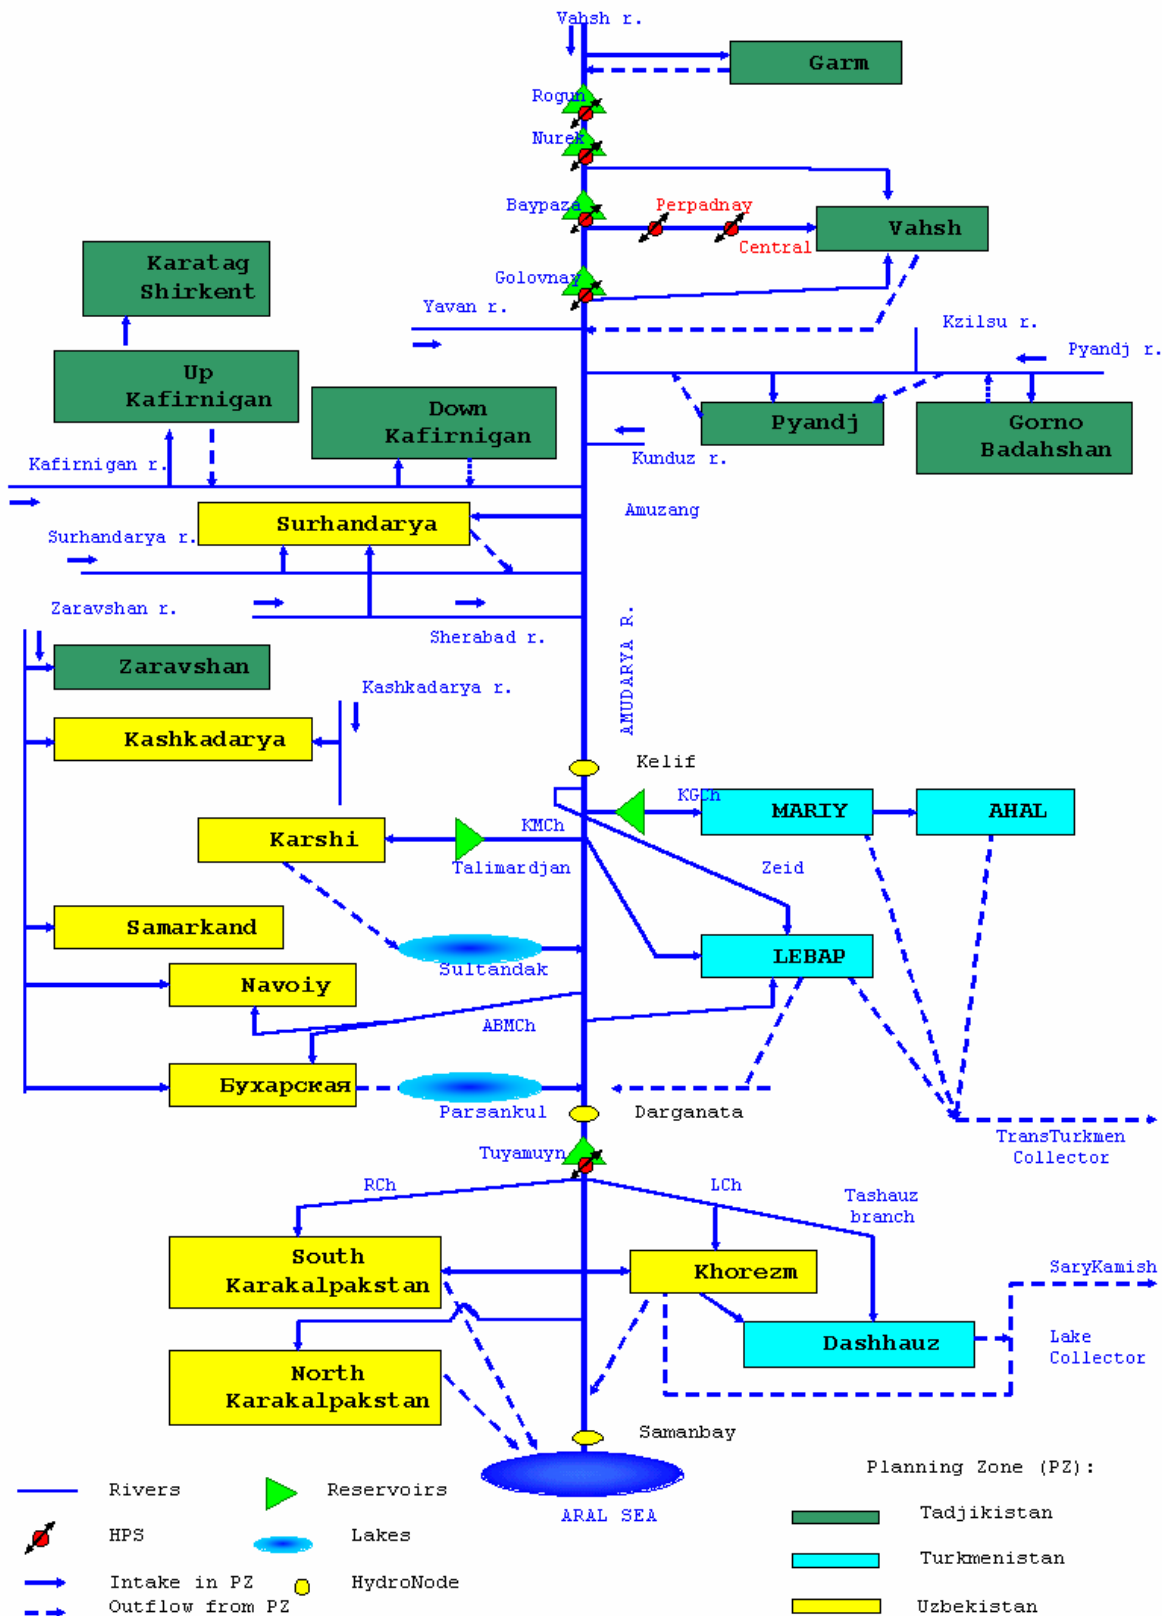 Vahsh r.
Garm
Rogun
Nurek
Baypaza
Perpadnay
Vahsh
Central
Karatag
Shirkent
Golovnay
Yavan r.
Kzilsu r.
Pyandj r.
Up
Kafirnigan
Down
Kafirnigan
Pyandj
Gorno
Badahshan
Kafirnigan r.
Kunduz r.
Surhandarya
Amuzang
Surhandarya r.
Zaravshan r.
Sherabad r.
AMUDARYA R.
Zaravshan
Kashkadarya r.
Kashkadarya
Kelif
KGCh
MARIY
AHAL
Karshi
KMCh
Talimardjan
Zeid
Samarkand
LEBAP
Sultandak
Navoiy
ABMCh
Бухарская
Parsankul
Darganata
TransTurkmen
Collector
Tuyamuyn
RCh
LCh
Tashauz
branch
South
Karakalpakstan
Khorezm
SaryKamish
Dashhauz
Lake
Collector
North
Karakalpakstan
Samanbay
ARAL SEA
Rivers
Reservoirs
HPS
Lakes
Intake in PZ
HydroNode
Outflow from PZ
Planning Zone (PZ):
Tadjikistan
Turkmenistan
Uzbekistan